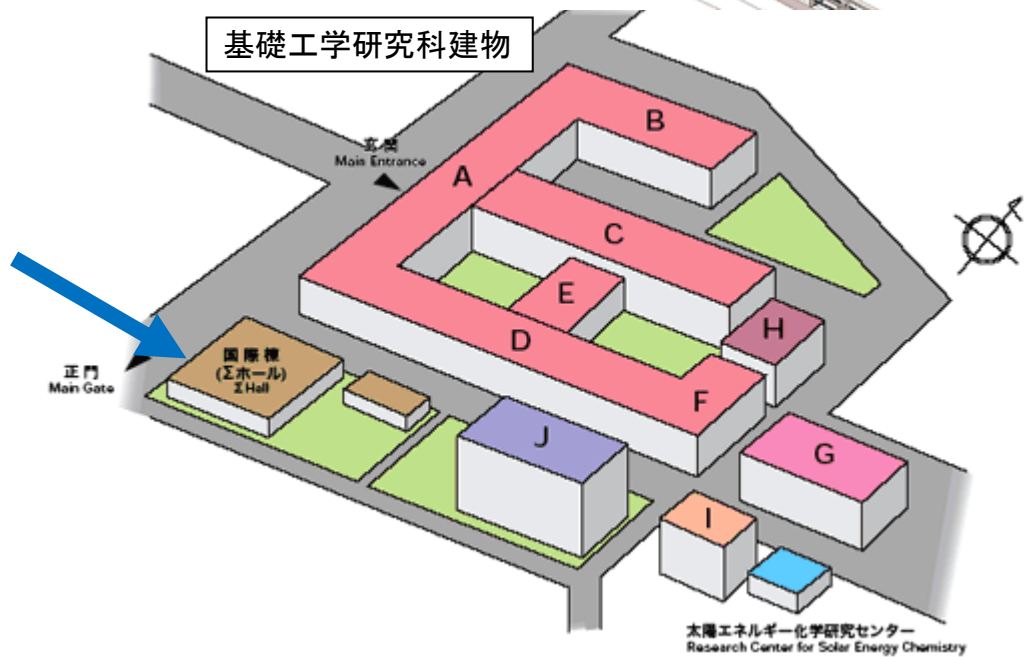 基礎工学研究科建物
B
玄関
Main Entrance
A
C
E
H
D
国際棟
(Σホール)
Σ Hall
正門
Main Gate
F
J
G
I
太陽エネルギー化学研究センター
Research Center for Solar Energy Chemistry